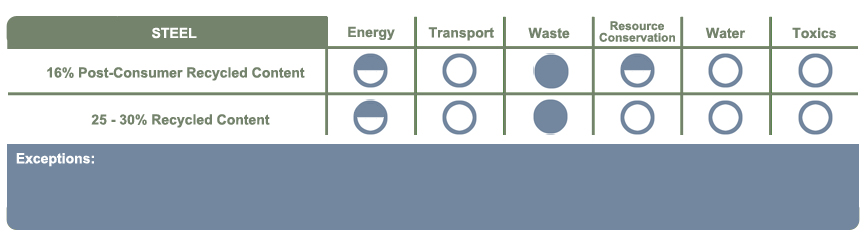 STEEL Energy Transport Waste Resource Conservation Water Toxics
16% Post-Consumer Recycled Content
25 - 30% Recycled Content
Exceptions: